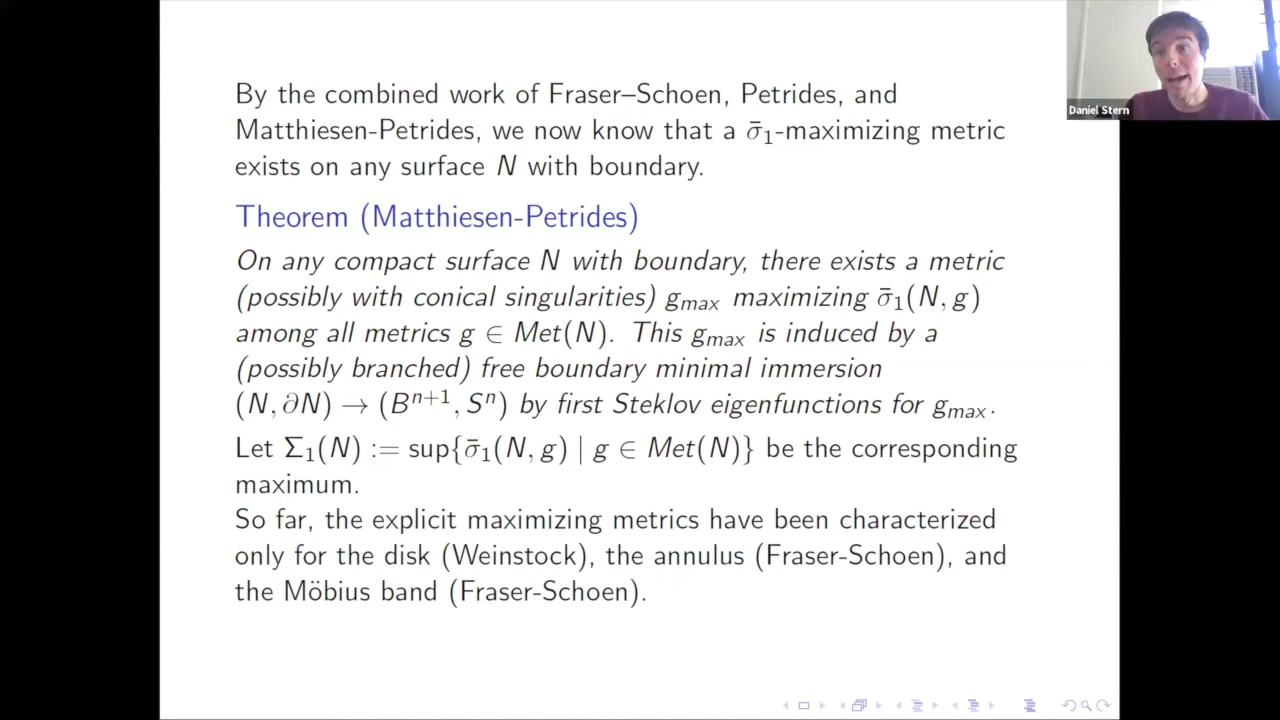 By the combined work of Fraser–Schoen, Petrides, and
Matthiesen-Petrides, we now know that a σ̄₁-maximizing metric
exists on any surface N with boundary.
Theorem (Matthiesen-Petrides)
On any compact surface N with boundary, there exists a metric
(possibly with conical singularities) gₘₐₓ maximizing σ̄₁(N, g)
among all metrics g ∈ Met(N). This gₘₐₓ is induced by a
(possibly branched) free boundary minimal immersion
(N, ∂N) → (Bⁿ⁺¹, Sⁿ) by first Steklov eigenfunctions for gₘₐₓ.
Let Σ₁(N) := sup{σ̄₁(N, g) | g ∈ Met(N)} be the corresponding
maximum.
So far, the explicit maximizing metrics have been characterized
only for the disk (Weinstock), the annulus (Fraser-Schoen), and
the Möbius band (Fraser-Schoen).
Daniel Stern